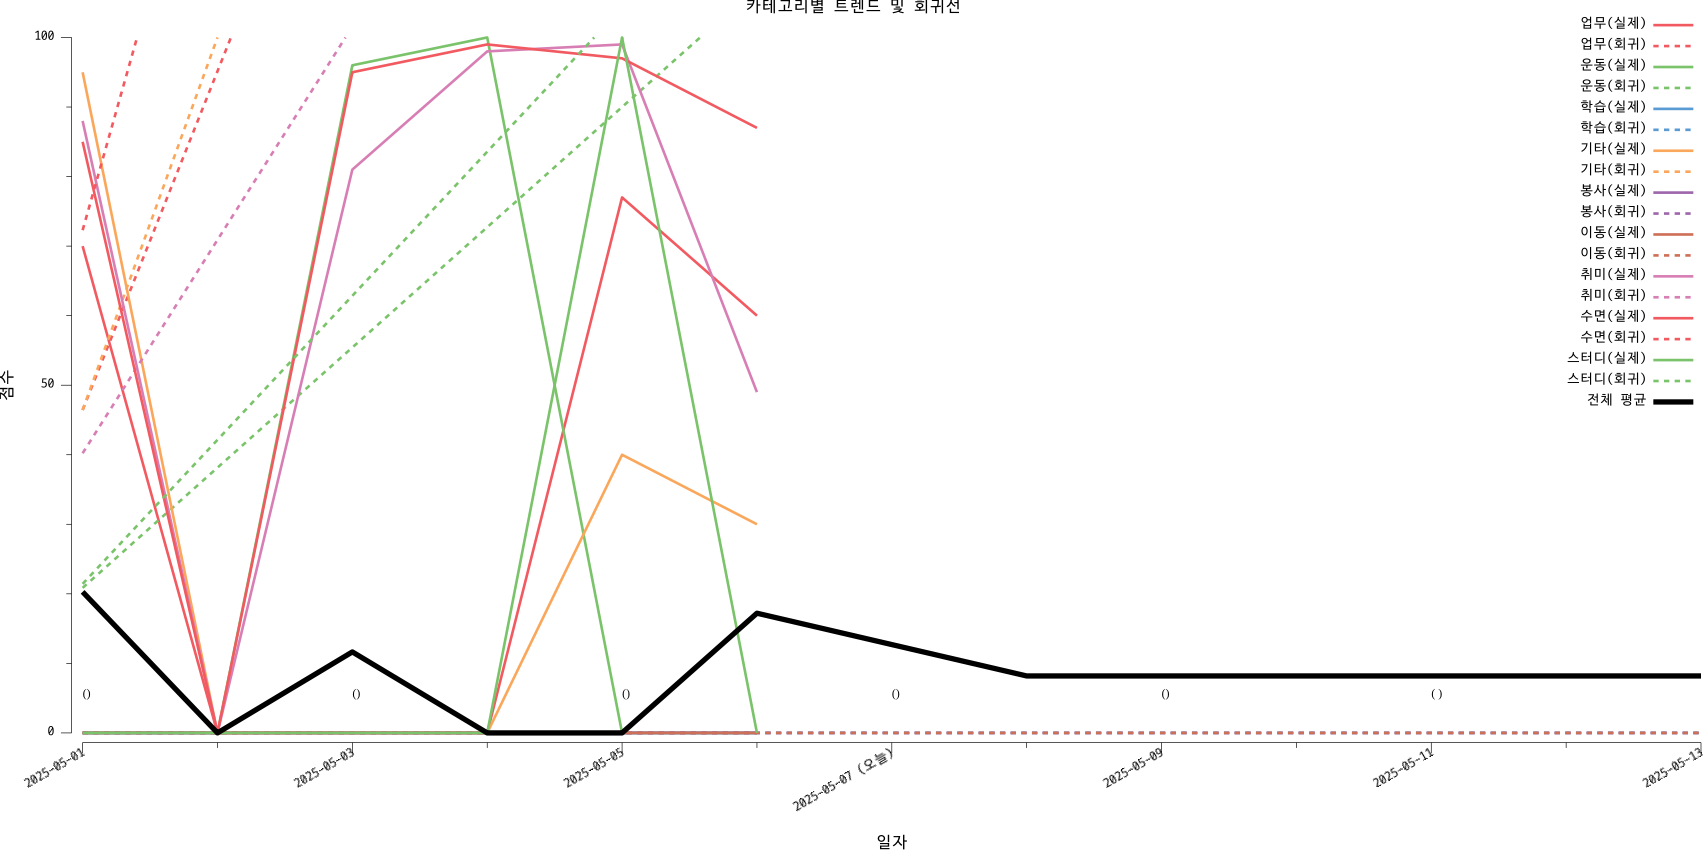 카테고리별 트렌드 및 회귀선
업무(실제)
업무(회귀)
운동(실제)
운동(회귀)
학습(실제)
학습(회귀)
기타(실제)
기타(회귀)
봉사(실제)
봉사(회귀)
이동(실제)
이동(회귀)
취미(실제)
취미(회귀)
수면(실제)
수면(회귀)
스터디(실제)
스터디(회귀)
전체 평균
점수
100
50
0
() () () () () ( )
2025-05-01 2025-05-03 2025-05-05 2025-05-07 (오늘) 2025-05-09 2025-05-11 2025-05-13
일자